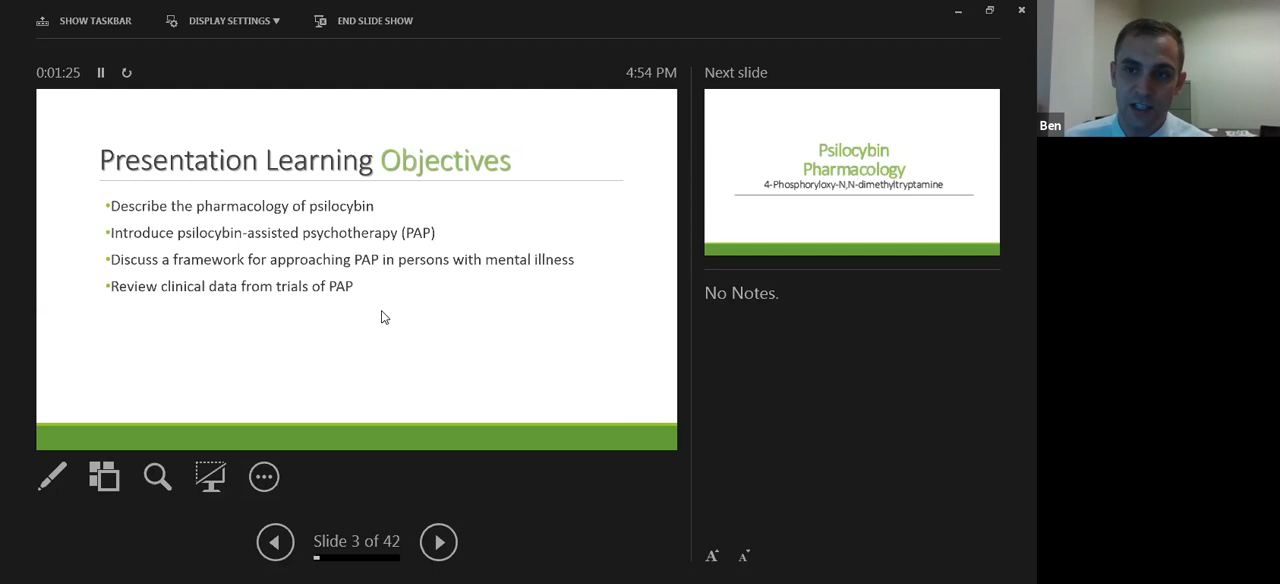 SHOW TASKBAR
DISPLAY SETTINGS ▼
END SLIDE SHOW
0:01:25
4:54 PM
Next slide
Presentation Learning Objectives
•Describe the pharmacology of psilocybin
•Introduce psilocybin-assisted psychotherapy (PAP)
•Discuss a framework for approaching PAP in persons with mental illness
•Review clinical data from trials of PAP
Psilocybin
Pharmacology
4-Phosphoryloxy-N,N-dimethyltryptamine
No Notes.
Slide 3 of 42
A A
Ben